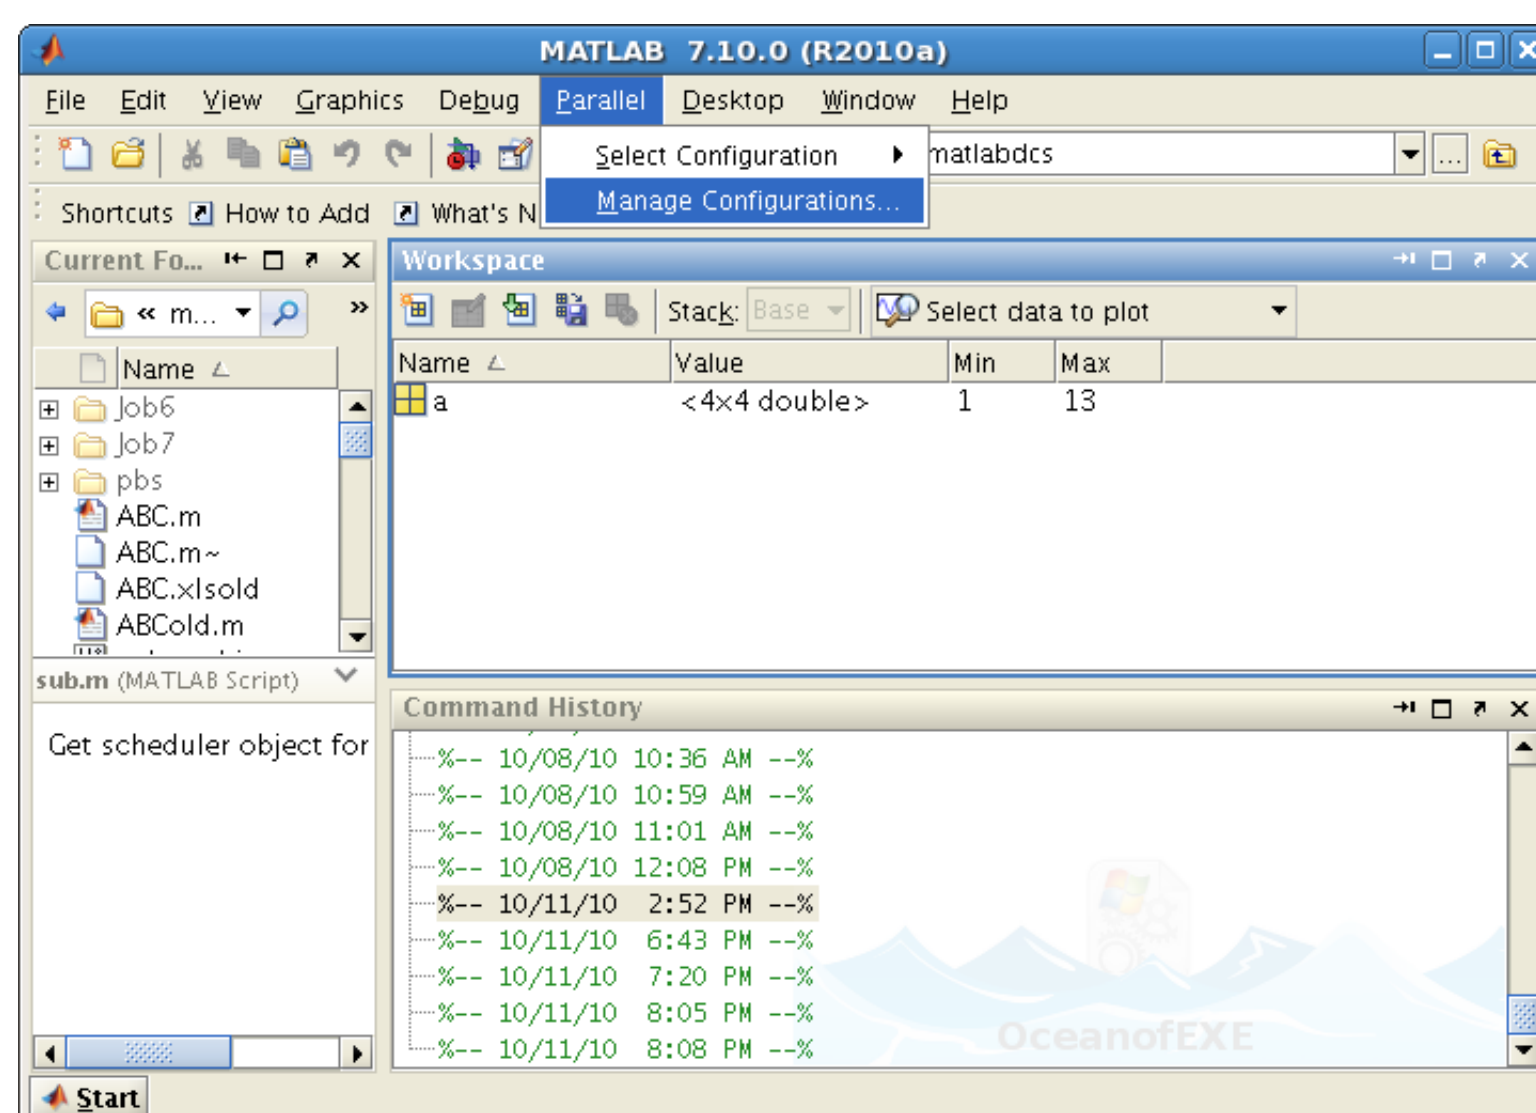 MATLAB 7.10.0 (R2010a)
File Edit View Graphics Debug Parallel Desktop Window Help
Select Configuration
matlabdcs
...
Manage Configurations...
Shortcuts How to Add What's N
Current Fo...
Workspace
« m... »
Stack: Base Select data to plot
Name
Name Value Min Max
a <4x4 double> 1 13
Job6
Job7
pbs
ABC.m
ABC.m~
ABC.xlsold
ABCold.m
sub.m (MATLAB Script)
Get scheduler object for
Command History
%-- 10/08/10 10:36 AM --%
%-- 10/08/10 10:59 AM --%
%-- 10/08/10 11:01 AM --%
%-- 10/08/10 12:08 PM --%
%-- 10/11/10 2:52 PM --%
%-- 10/11/10 6:43 PM --%
%-- 10/11/10 7:20 PM --%
%-- 10/11/10 8:05 PM --%
%-- 10/11/10 8:08 PM --%
OceanofEXE
Start